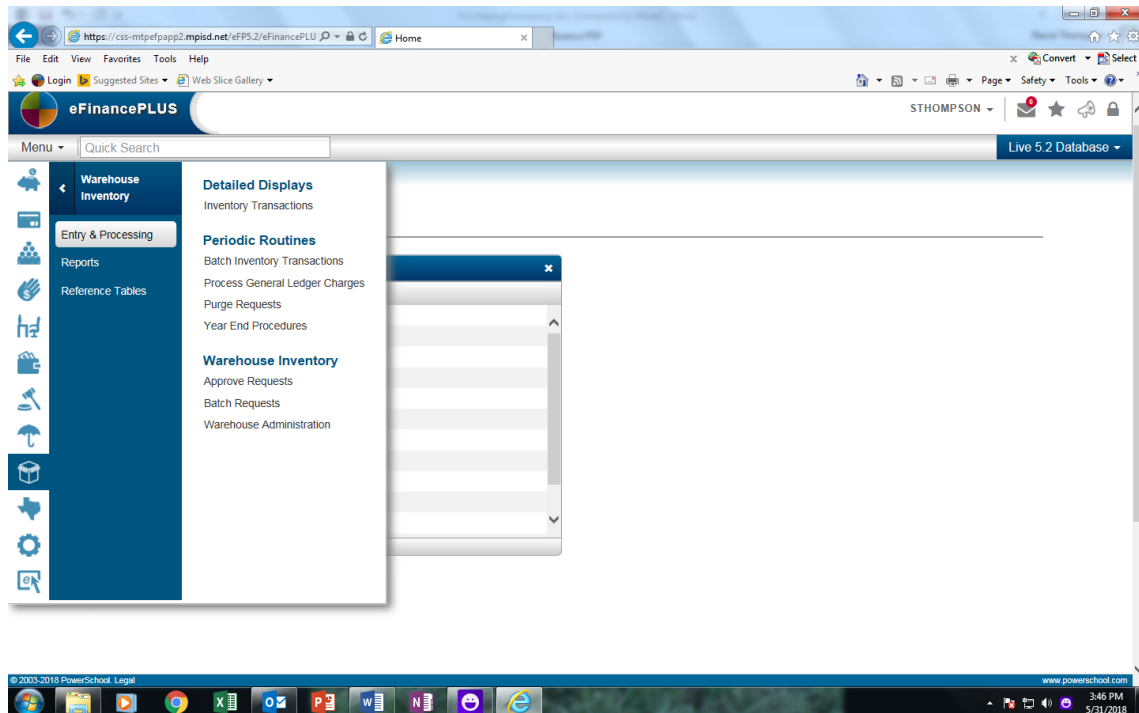 https://css-mtpefpapp2.mpisd.net/eFP5.2/eFinancePLU
Home
File Edit View Favorites Tools Help
x Convert Select
Login Suggested Sites Web Slice Gallery
Page Safety Tools
eFinancePLUS
STHOMPSON
0
Menu
Quick Search
Live 5.2 Database
Warehouse
Inventory
Entry & Processing
Reports
Reference Tables
Detailed Displays
Inventory Transactions
Periodic Routines
Batch Inventory Transactions
Process General Ledger Charges
Purge Requests
Year End Procedures
Warehouse Inventory
Approve Requests
Batch Requests
Warehouse Administration
© 2003-2018 PowerSchool. Legal
www.powerschool.com
3:46 PM
5/31/2018